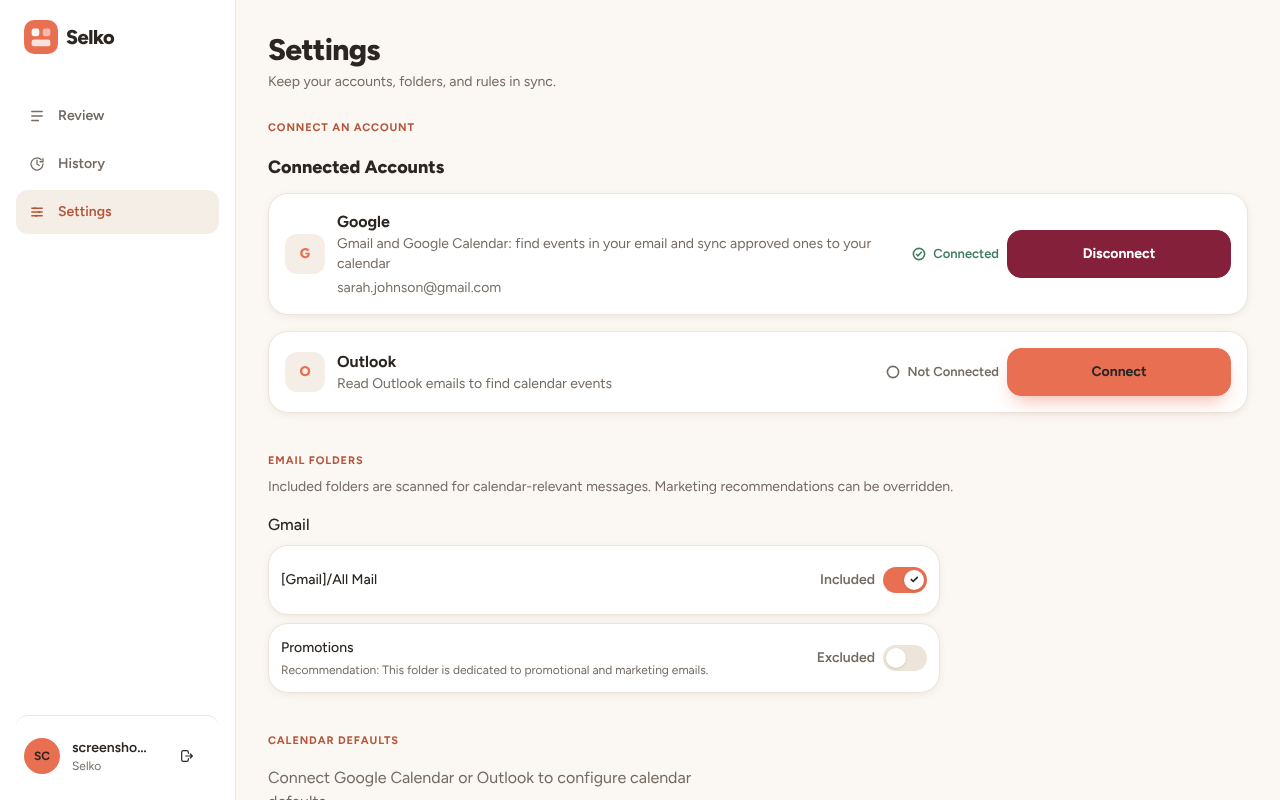 Selko
Review
History
Settings
screensho...
SC
Selko
Settings
Keep your accounts, folders, and rules in sync.
CONNECT AN ACCOUNT
Connected Accounts
G
Google
Gmail and Google Calendar: find events in your email and sync approved ones to your
calendar
sarah.johnson@gmail.com
Connected
Disconnect
O
Outlook
Read Outlook emails to find calendar events
Not Connected
Connect
EMAIL FOLDERS
Included folders are scanned for calendar-relevant messages. Marketing recommendations can be overridden.
Gmail
[Gmail]/All Mail
Included
Promotions
Recommendation: This folder is dedicated to promotional and marketing emails.
Excluded
CALENDAR DEFAULTS
Connect Google Calendar or Outlook to configure calendar
defaults.